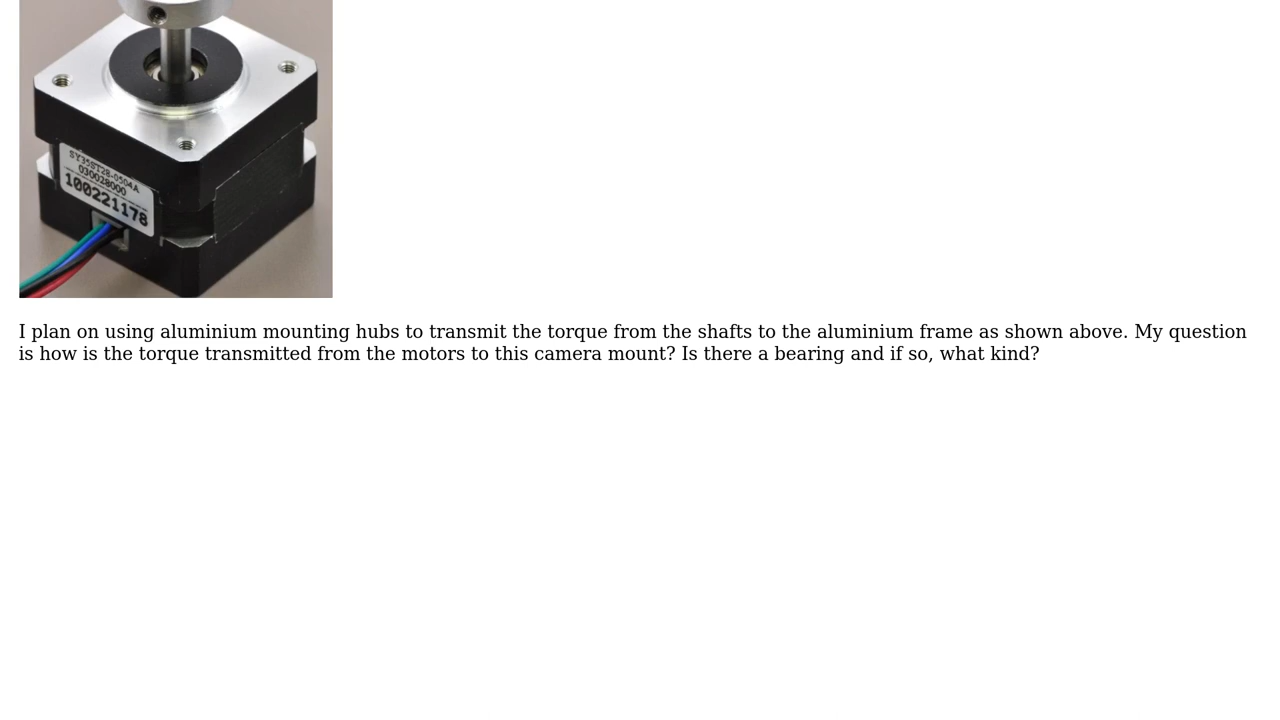 SY35ST28-0504A
030028000
100221178
I plan on using aluminium mounting hubs to transmit the torque from the shafts to the aluminium frame as shown above. My question
is how is the torque transmitted from the motors to this camera mount? Is there a bearing and if so, what kind?